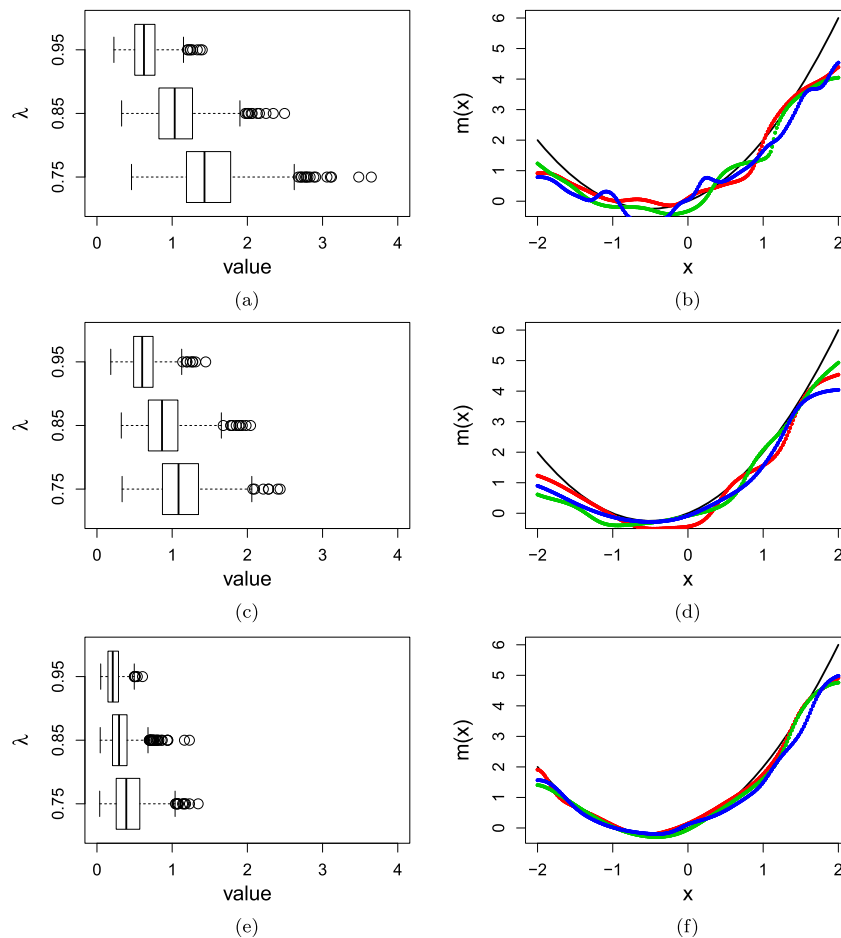 λ
0.95
0.85
0.75
0 1 2 3 4
value
(a)
m(x)
6
5
4
3
2
1
0
−2 −1 0 1 2
x
(b)
λ
0.95
0.85
0.75
0 1 2 3 4
value
(c)
m(x)
6
5
4
3
2
1
0
−2 −1 0 1 2
x
(d)
λ
0.95
0.85
0.75
0 1 2 3 4
value
(e)
m(x)
6
5
4
3
2
1
0
−2 −1 0 1 2
x
(f)